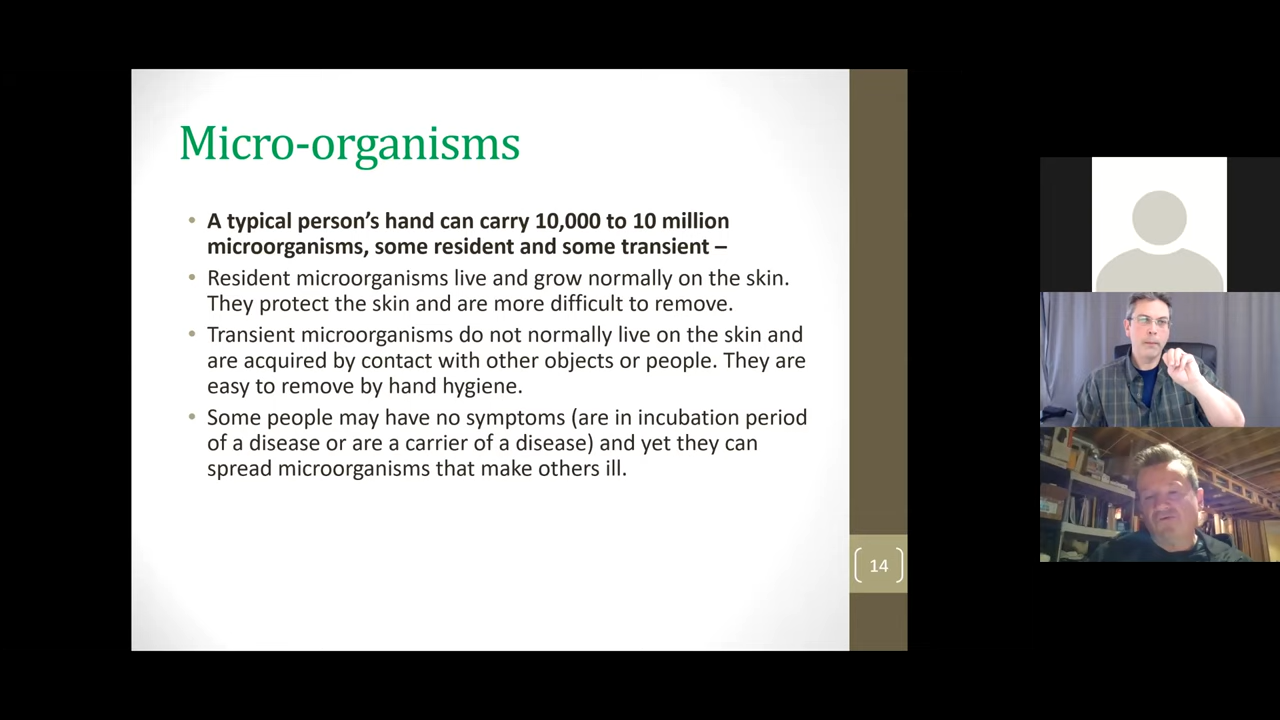 Micro-organisms
• A typical person’s hand can carry 10,000 to 10 million
microorganisms, some resident and some transient –
• Resident microorganisms live and grow normally on the skin.
They protect the skin and are more difficult to remove.
• Transient microorganisms do not normally live on the skin and
are acquired by contact with other objects or people. They are
easy to remove by hand hygiene.
• Some people may have no symptoms (are in incubation period
of a disease or are a carrier of a disease) and yet they can
spread microorganisms that make others ill.
14